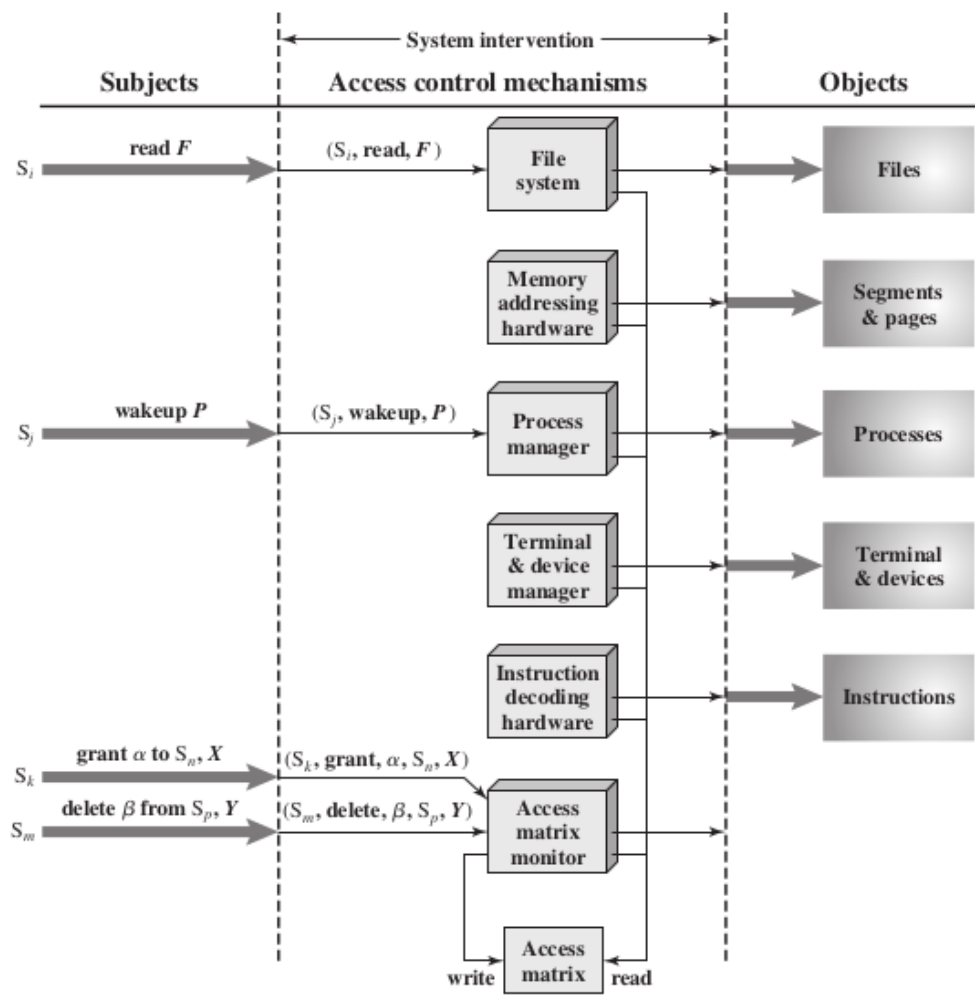 System intervention
Subjects
Access control mechanisms
Objects
read F
Sᵢ
(Sᵢ, read, F)
File
system
Files
Memory
addressing
hardware
Segments
& pages
wakeup P
Sⱼ
(Sⱼ, wakeup, P)
Process
manager
Processes
Terminal
& device
manager
Terminal
& devices
Instruction
decoding
hardware
Instructions
grant α to Sₙ, X
Sₖ
(Sₖ, grant, α, Sₙ, X)
delete β from Sₚ, Y
Sₘ
(Sₘ, delete, β, Sₚ, Y)
Access
matrix
monitor
write
Access
matrix
read